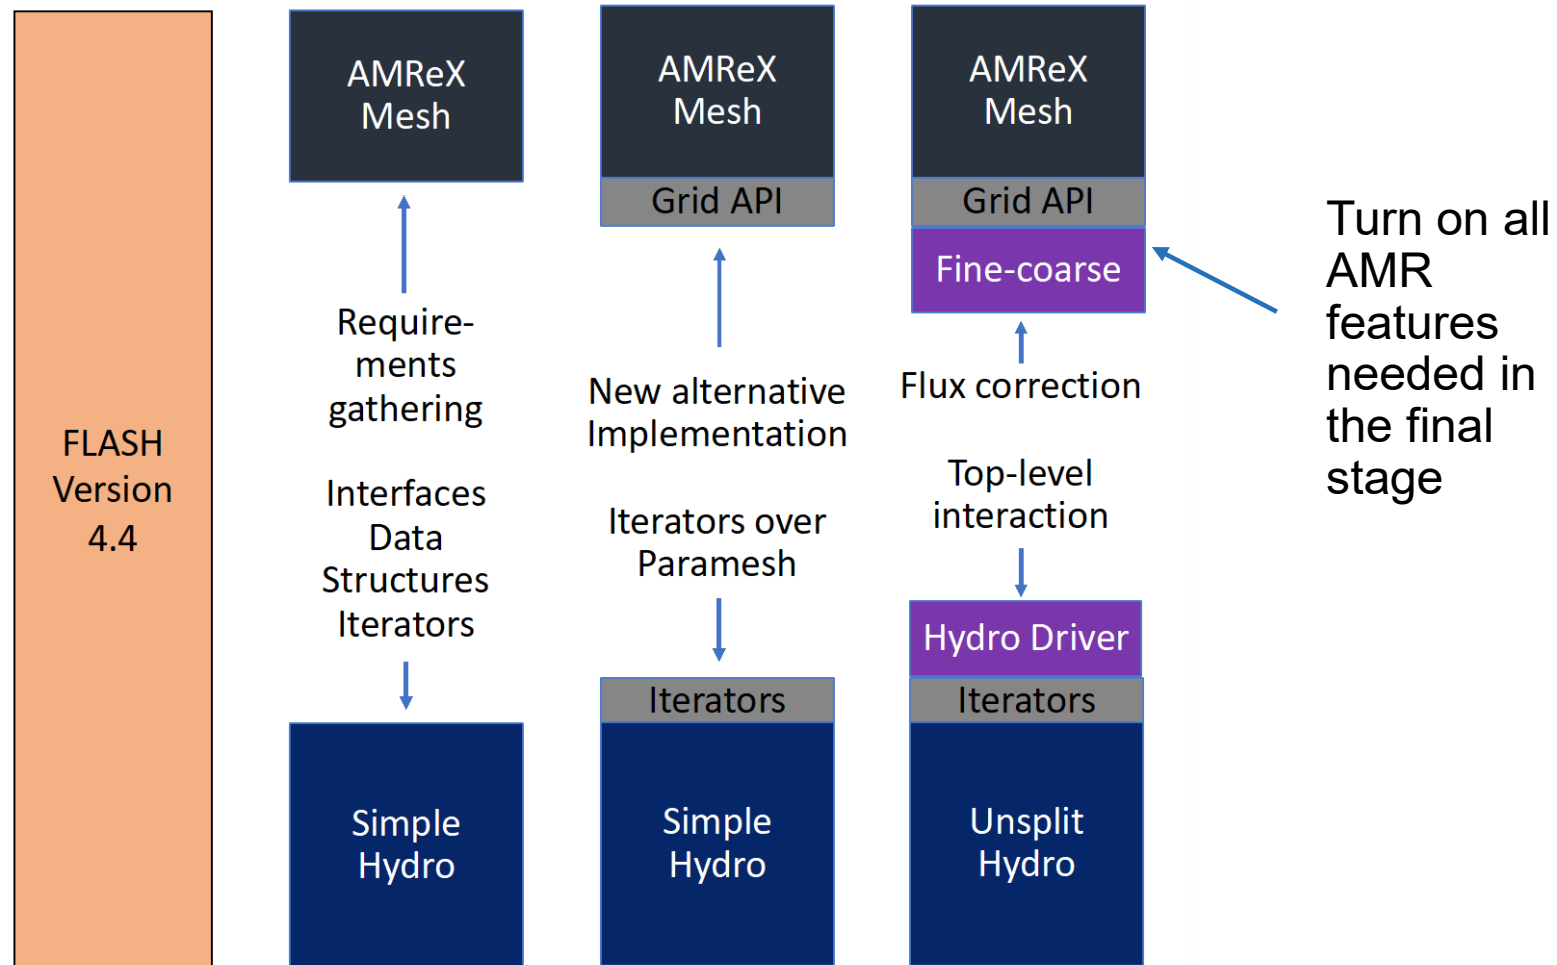 FLASH
Version
4.4
AMReX
Mesh
Require-
ments
gathering
Interfaces
Data
Structures
Iterators
Simple
Hydro
AMReX
Mesh
Grid API
New alternative
Implementation
Iterators over
Paramesh
Iterators
Simple
Hydro
AMReX
Mesh
Grid API
Fine-coarse
Flux correction
Top-level
interaction
Hydro Driver
Iterators
Unsplit
Hydro
Turn on all
AMR
features
needed in
the final
stage